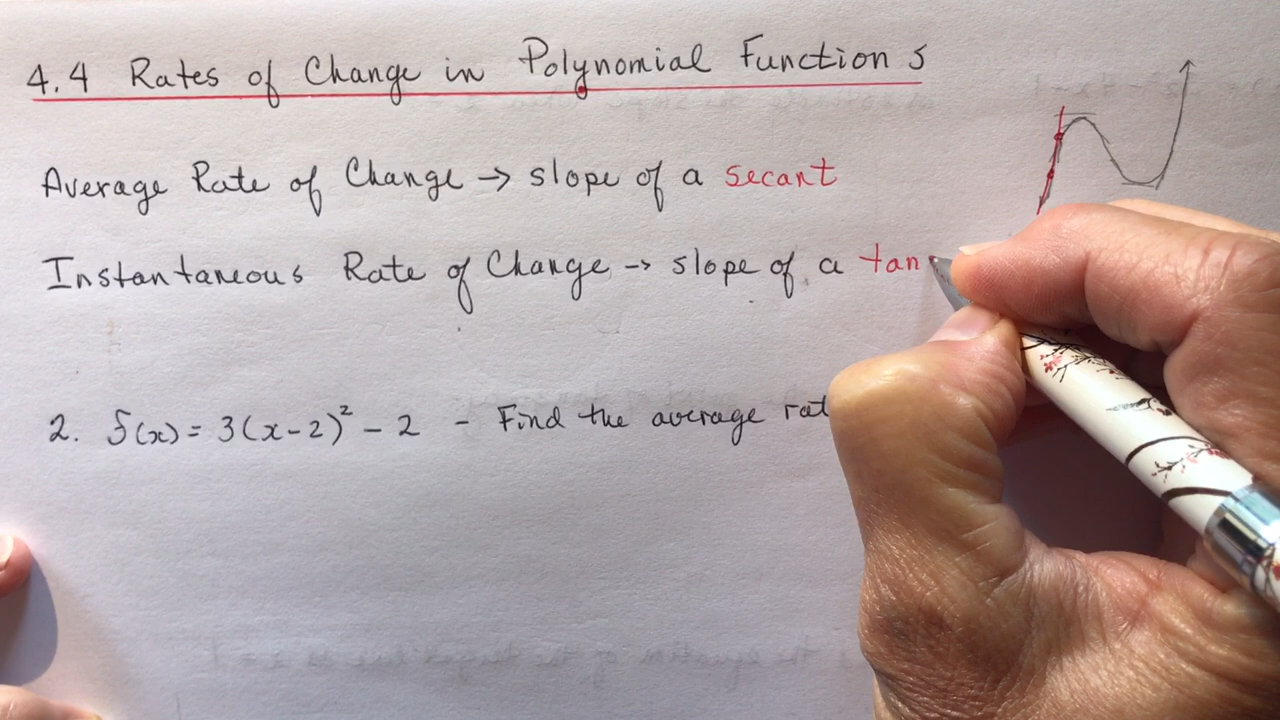 4.4 Rates of Change in Polynomial Functions
Average Rate of Change → slope of a secant
Instantaneous Rate of Change → slope of a tan
2. f(x) = 3(x-2)² - 2 - Find the average rat